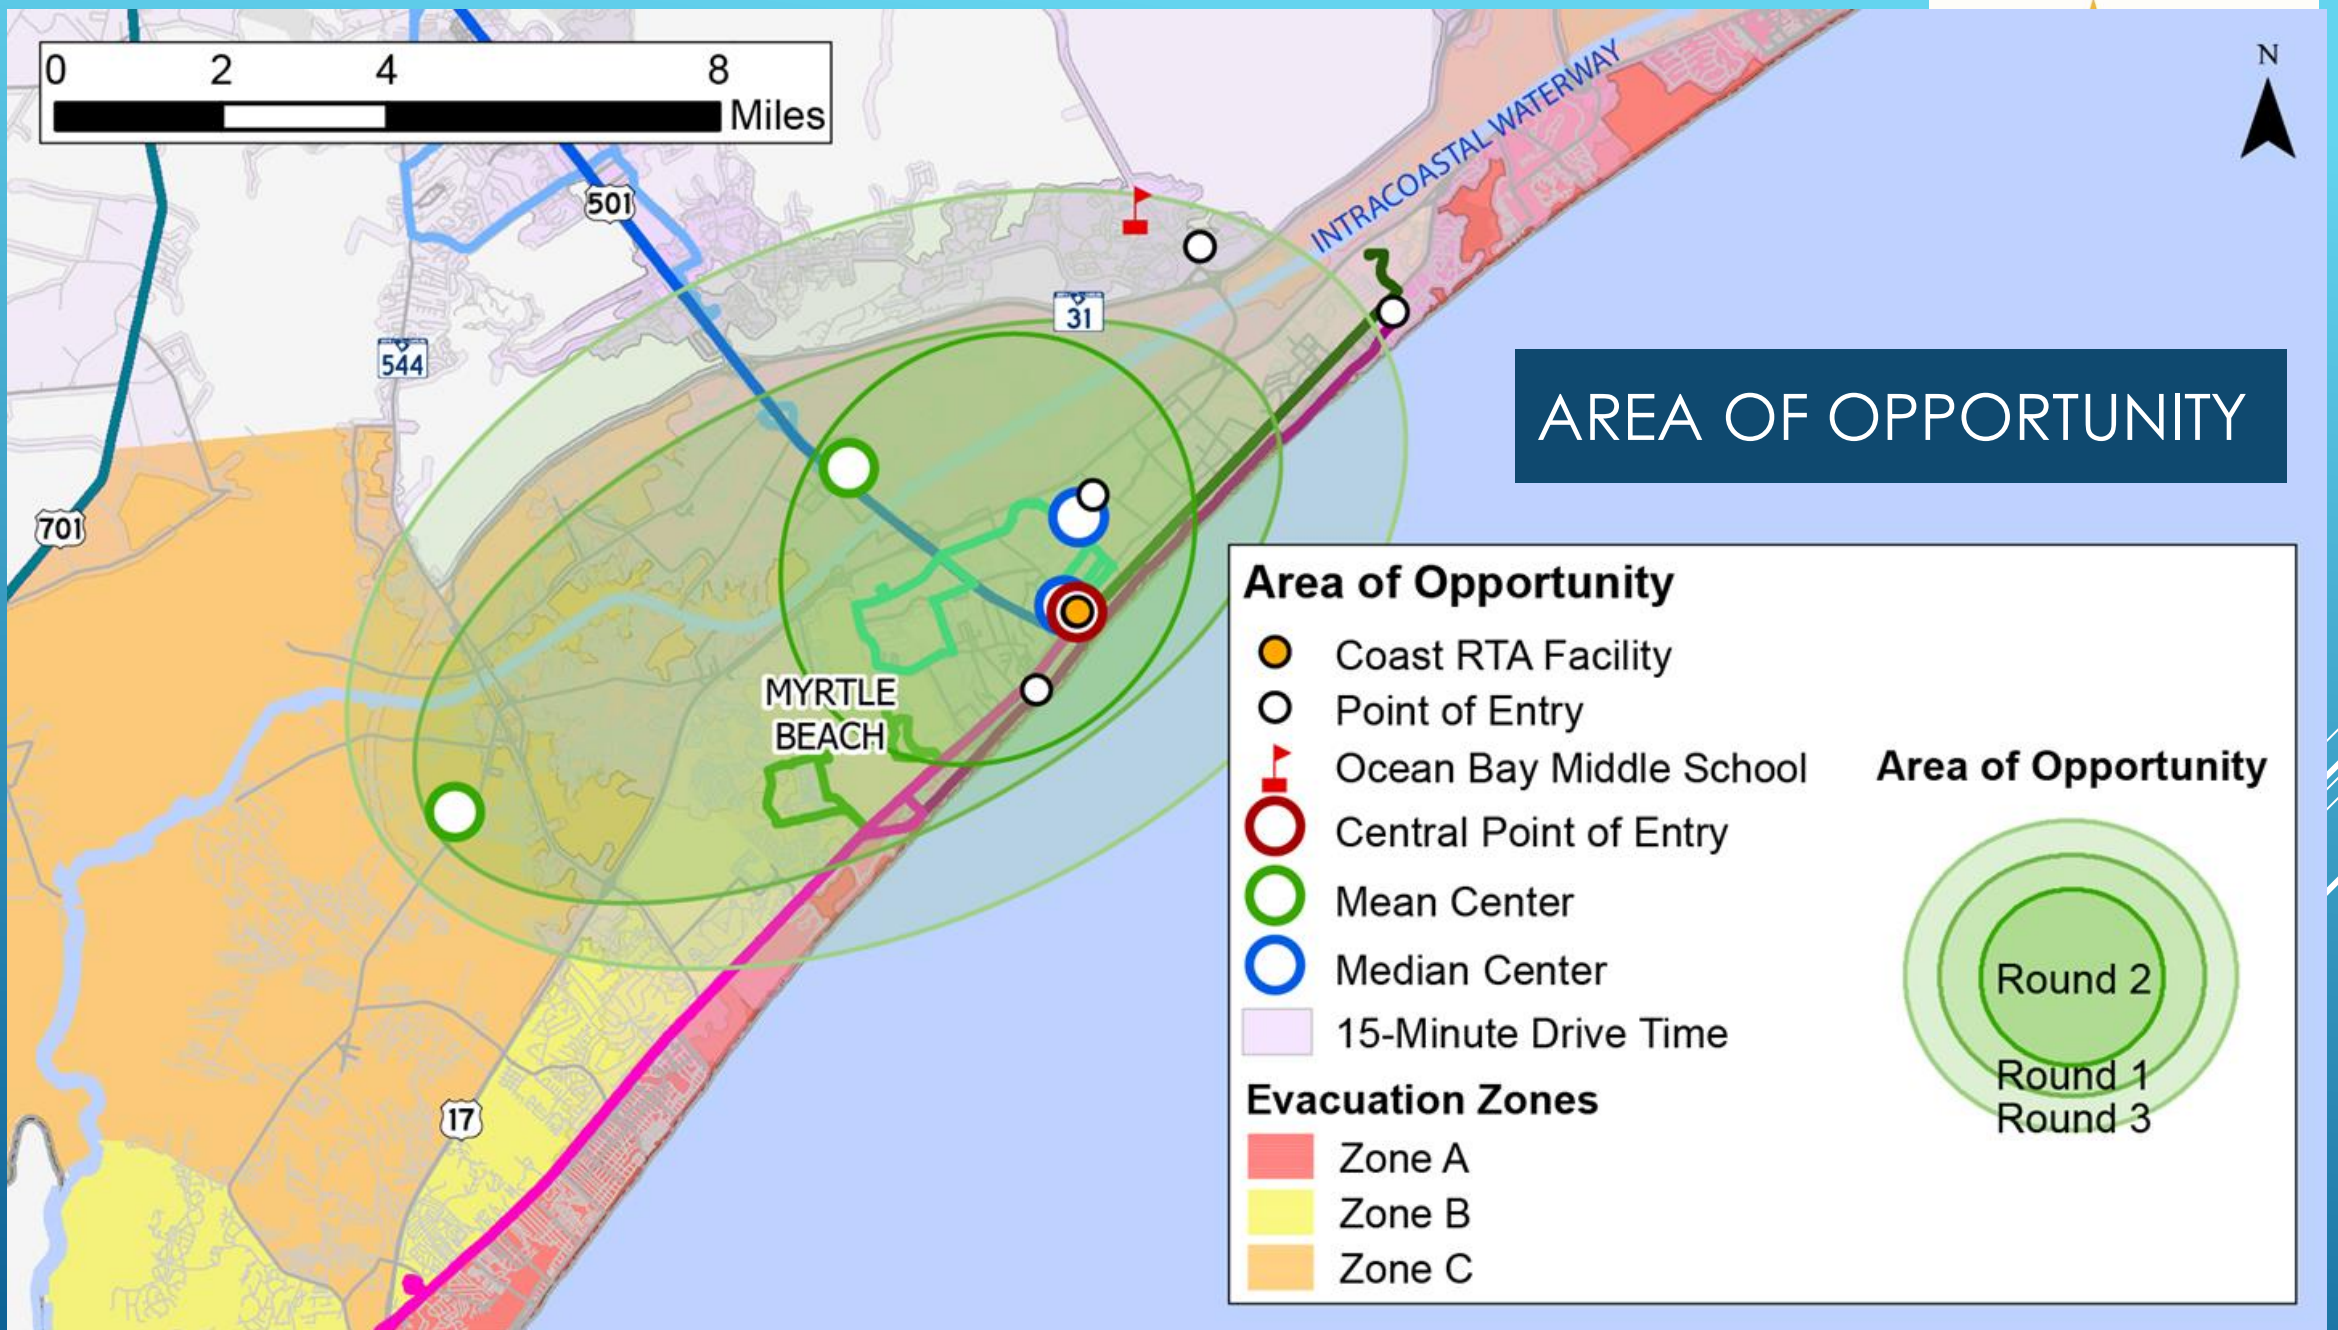 0 2 4 8
Miles
N
INTRACOASTAL WATERWAY
501
31
544
701
MYRTLE
BEACH
17
AREA OF OPPORTUNITY
Area of Opportunity
Coast RTA Facility
Point of Entry
Ocean Bay Middle School
Central Point of Entry
Mean Center
Median Center
15-Minute Drive Time
Evacuation Zones
Zone A
Zone B
Zone C
Area of Opportunity
Round 2
Round 1
Round 3